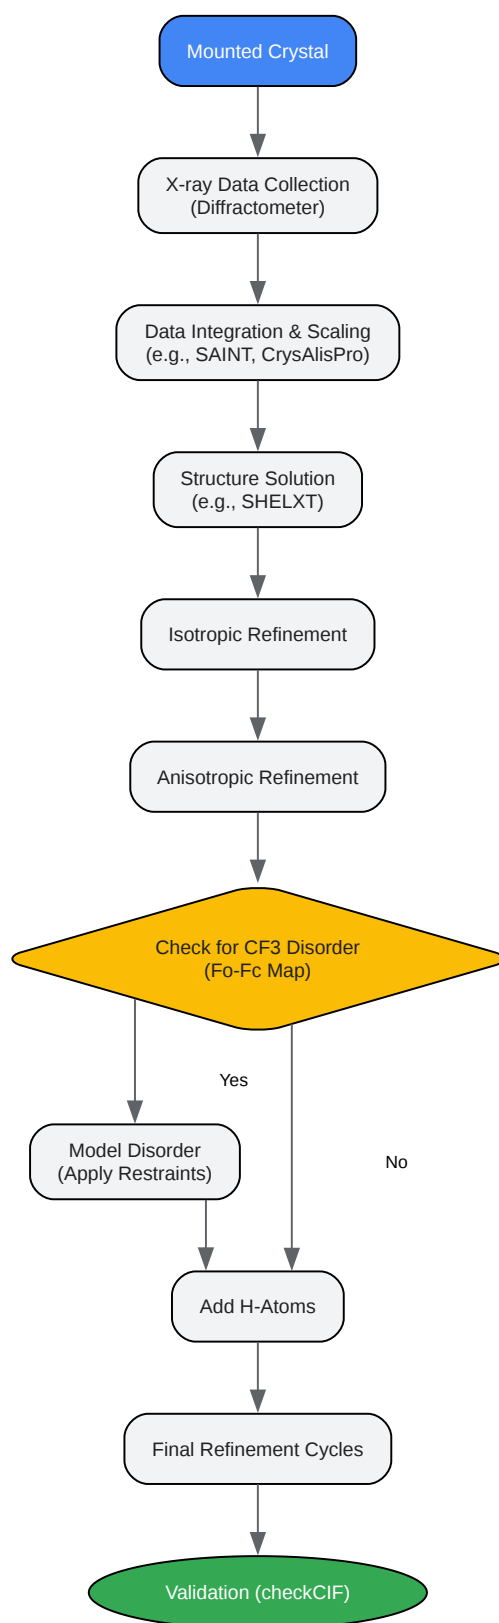 Mounted Crystal
X-ray Data Collection
(Diffractometer)
Data Integration & Scaling
(e.g., SAINT, CrysAlisPro)
Structure Solution
(e.g., SHELXT)
Isotropic Refinement
Anisotropic Refinement
Check for CF3 Disorder
(Fo-Fc Map)
Yes
Model Disorder
(Apply Restraints)
No
Add H-Atoms
Final Refinement Cycles
Validation (checkCIF)